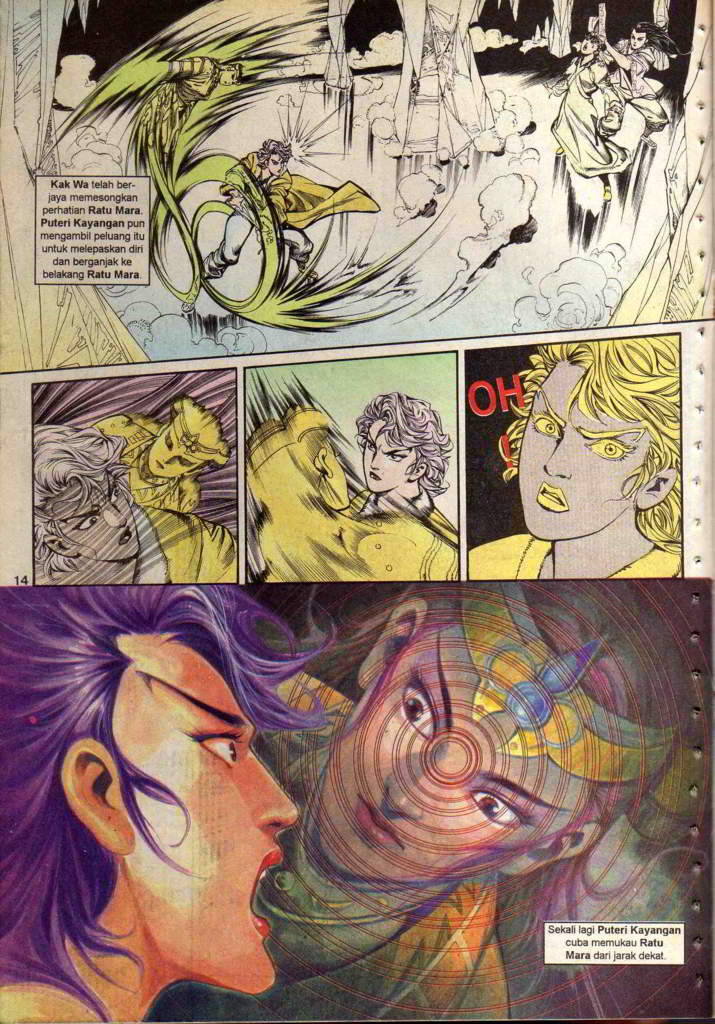 Kak Wa telah ber-
jaya memesongkan
perhatian Ratu Mara.
Puteri Kayangan pun
mengambil peluang itu
untuk melepaskan diri
dan berganjak ke
belakang Ratu Mara.
OH
!
14
Sekali lagi Puteri Kayangan
cuba memukau Ratu
Mara dari jarak dekat.